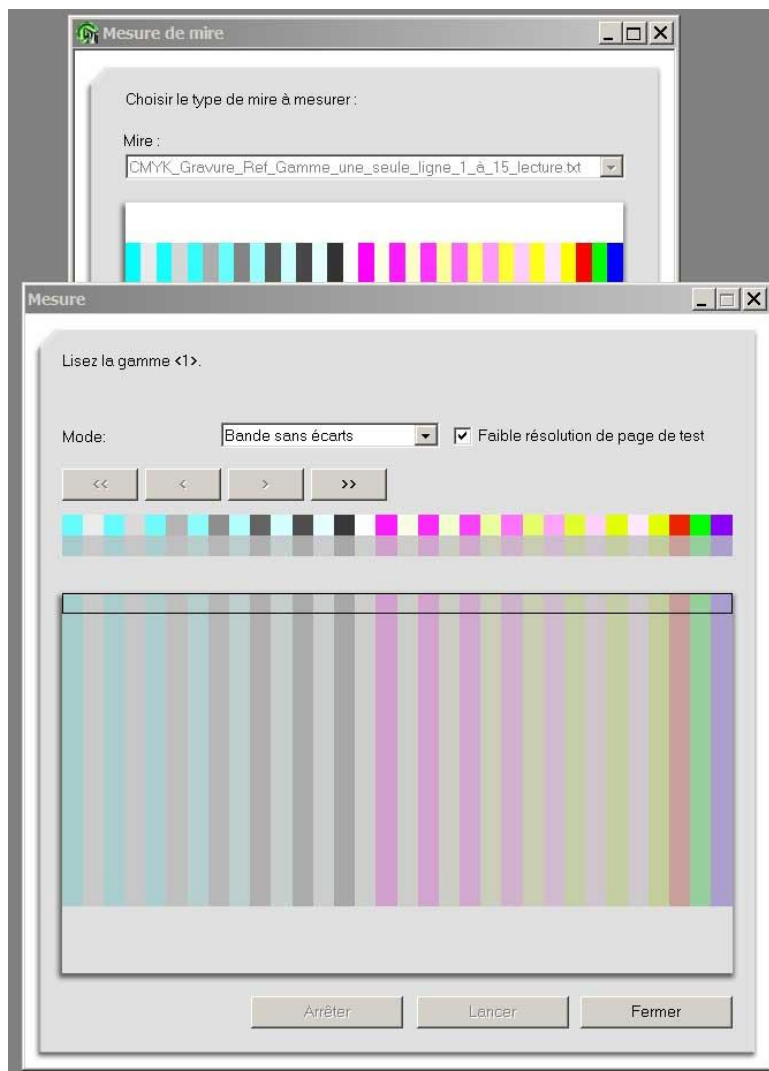 Mesure de mire
Choisir le type de mire à mesurer :
Mire :
CMYK_Gravure_Ref_Gamme_une_seule_ligne_1_à_15_lecture.txt
Mesure
Lisez la gamme <1>.
Mode: Bande sans écarts Faible résolution de page de test
<< < > >>
Arrêter Lancer Fermer